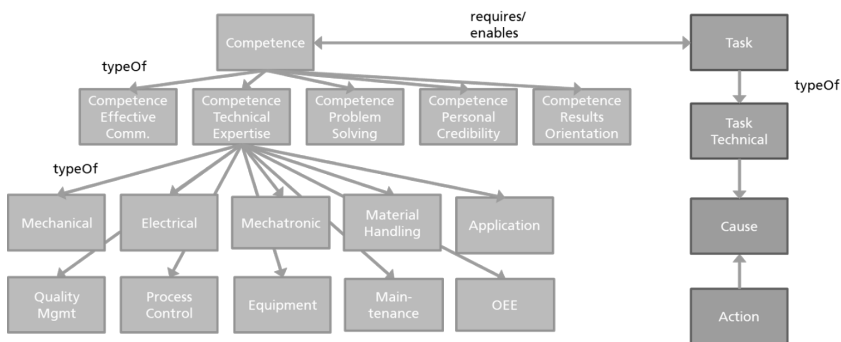 requires/
enables
Competence
Task
typeOf
typeOf
Competence
Effective
Comm.
Competence
Technical
Expertise
Competence
Problem
Solving
Competence
Personal
Credibility
Competence
Results
Orientation
Task
Technical
typeOf
Mechanical
Electrical
Mechatronic
Material
Handling
Application
Cause
Quality
Mgmt
Process
Control
Equipment
Main-
tenance
OEE
Action